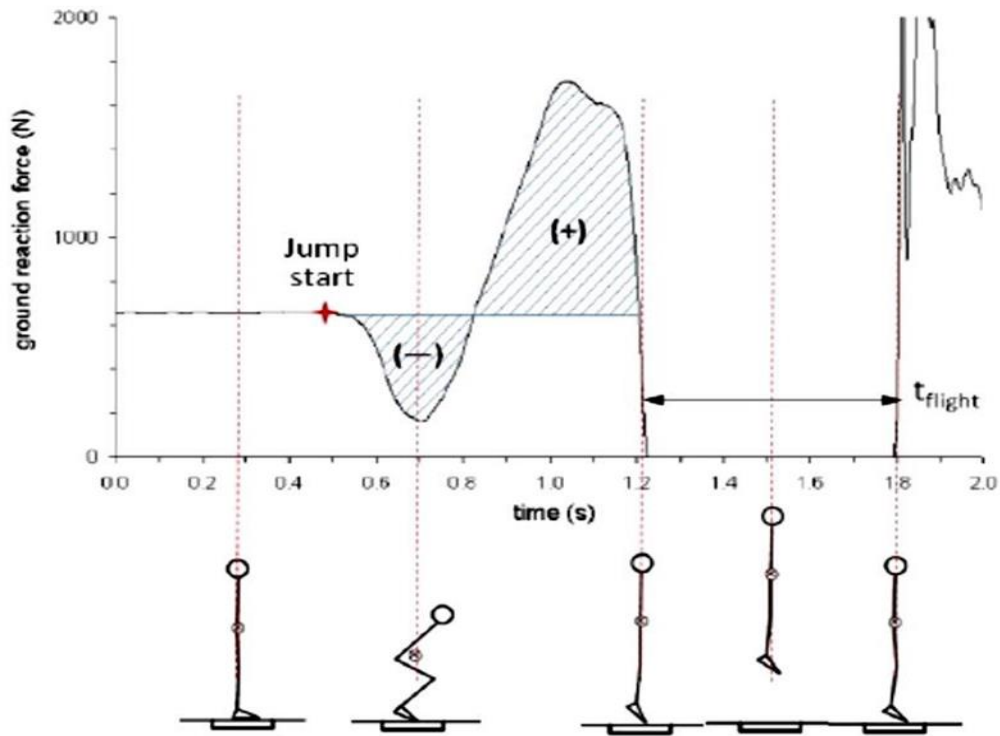 2000
ground reaction force (N)
1000
0
Jump
start
(+)
(—)
t flight
0.0 0.2 0.4 0.6 0.8 1.0 1.2 1.4 1.6 1.8 2.0
time (s)